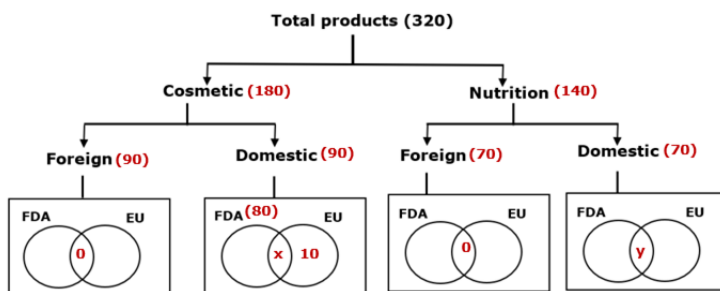 Total products (320)
Cosmetic (180) Nutrition (140)
Foreign (90) Domestic (90) Foreign (70) Domestic (70)
FDA EU FDA (80) EU FDA EU FDA EU
0 x 10 0 y